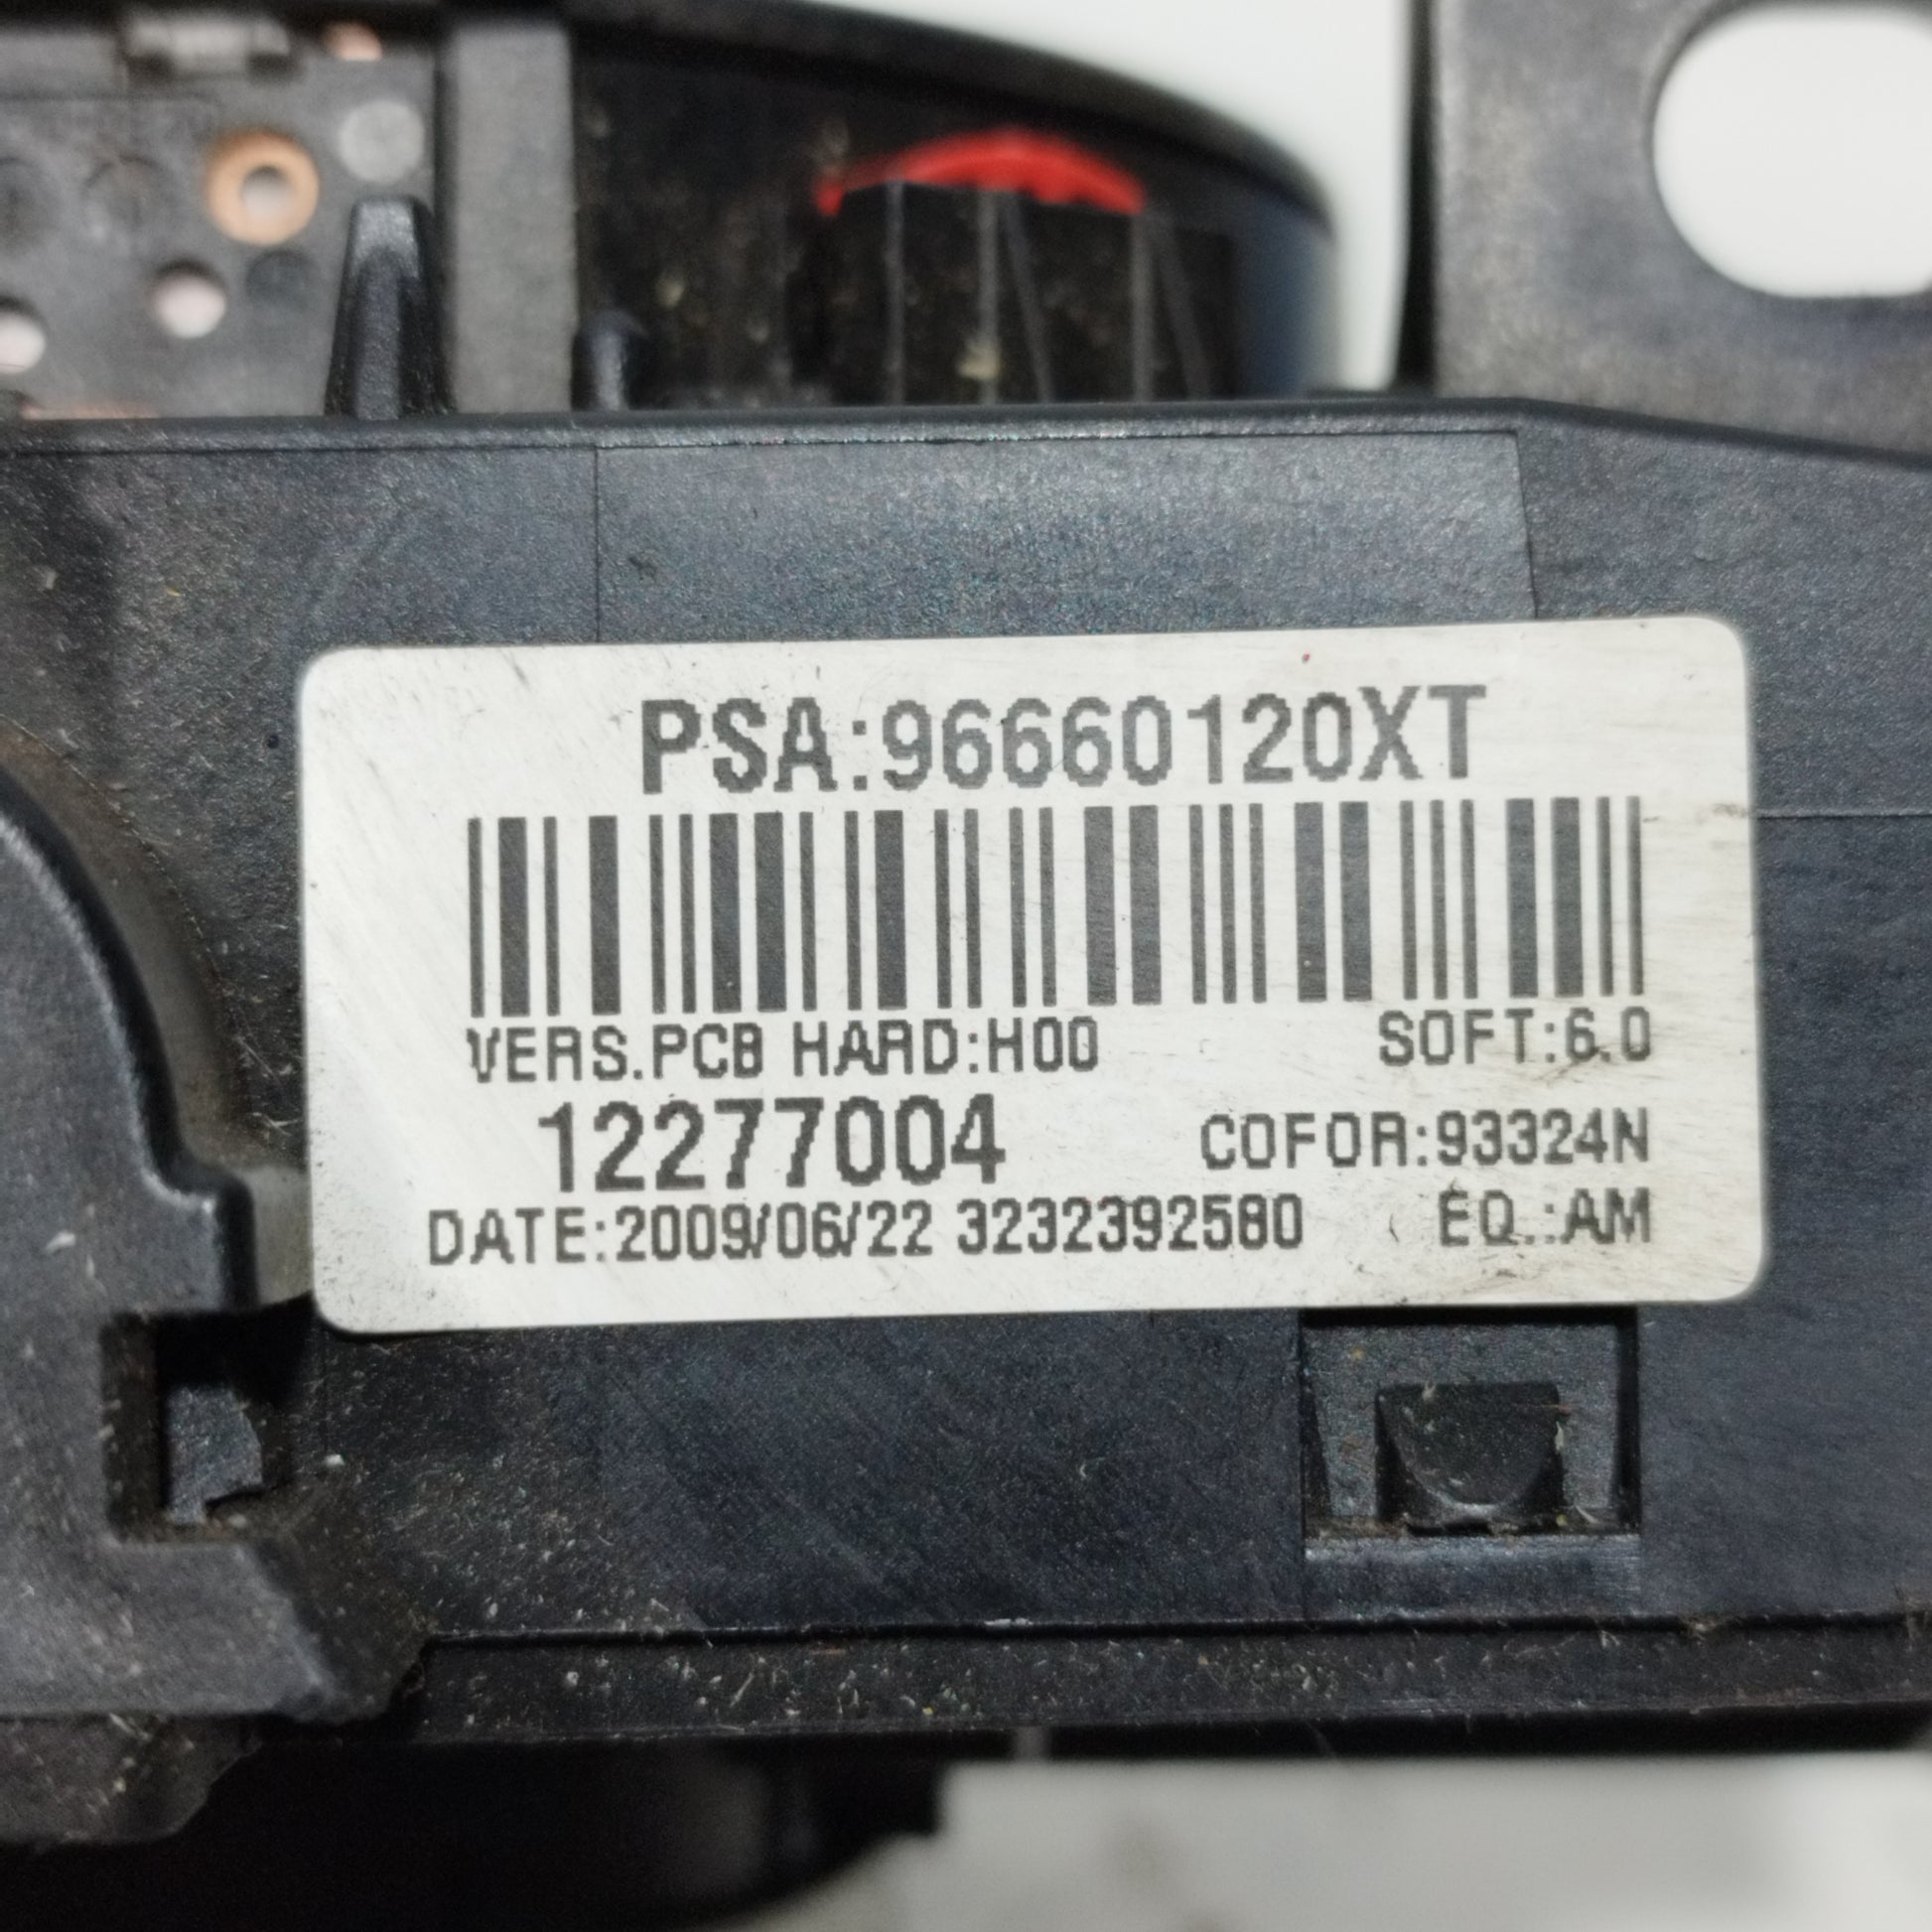 PSA:96660120XT
VERS.PCB HARD:H00 SOFT:6.0
12277004 COFOR:93324N
DATE:2009/06/22 3232392580 EQ.:AM